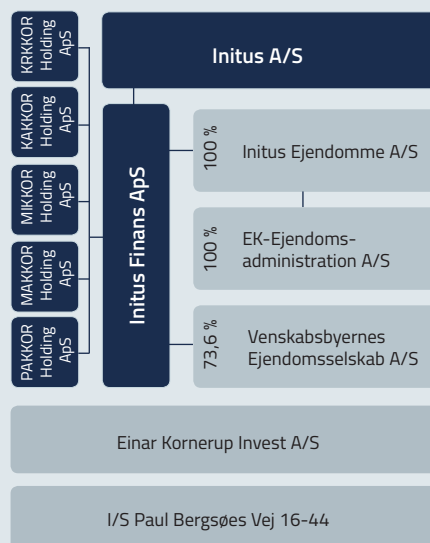 KRKKOR
Holding
ApS
KAKKOR
Holding
ApS
MIKKOR
Holding
ApS
MAKKOR
Holding
ApS
PAKKOR
Holding
ApS
Initus A/S
Initus Finans ApS
100 %
Initus Ejendomme A/S
100 %
EK-Ejendoms-
administration A/S
73,6 %
Venskabsbyernes
Ejendomsselskab A/S
Einar Kornerup Invest A/S
I/S Paul Bergsøes Vej 16-44